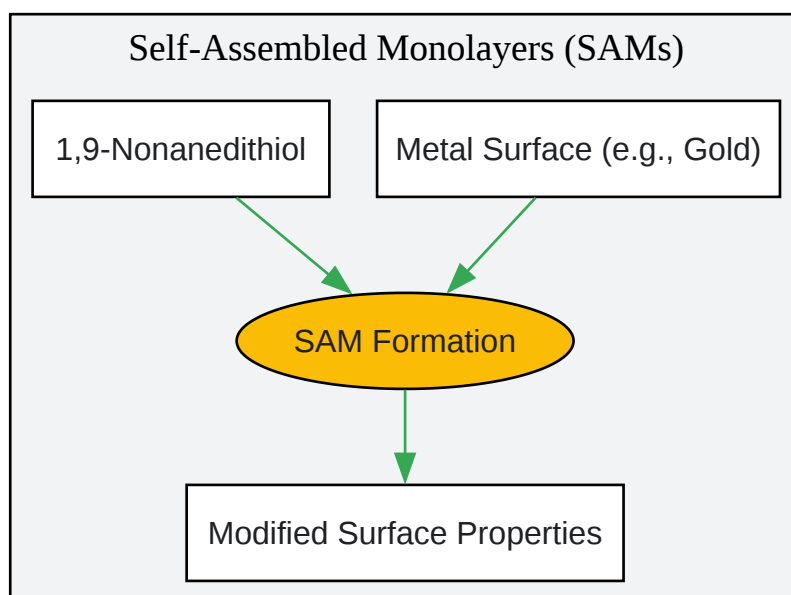 Self-Assembled Monolayers (SAMs)
1,9-Nonanedithiol
Metal Surface (e.g., Gold)
SAM Formation
Modified Surface Properties